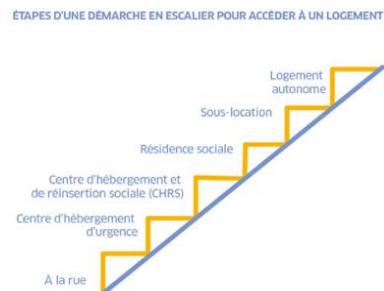 ÉTAPES D'UNE DÉMARCHE EN ESCALIER POUR ACCÉDER À UN LOGEMENT
Logement
autonome
Sous-location
Résidence sociale
Centre d'hébergement et
de réinsertion sociale (CHRS)
Centre d'hébergement
d'urgence
À la rue